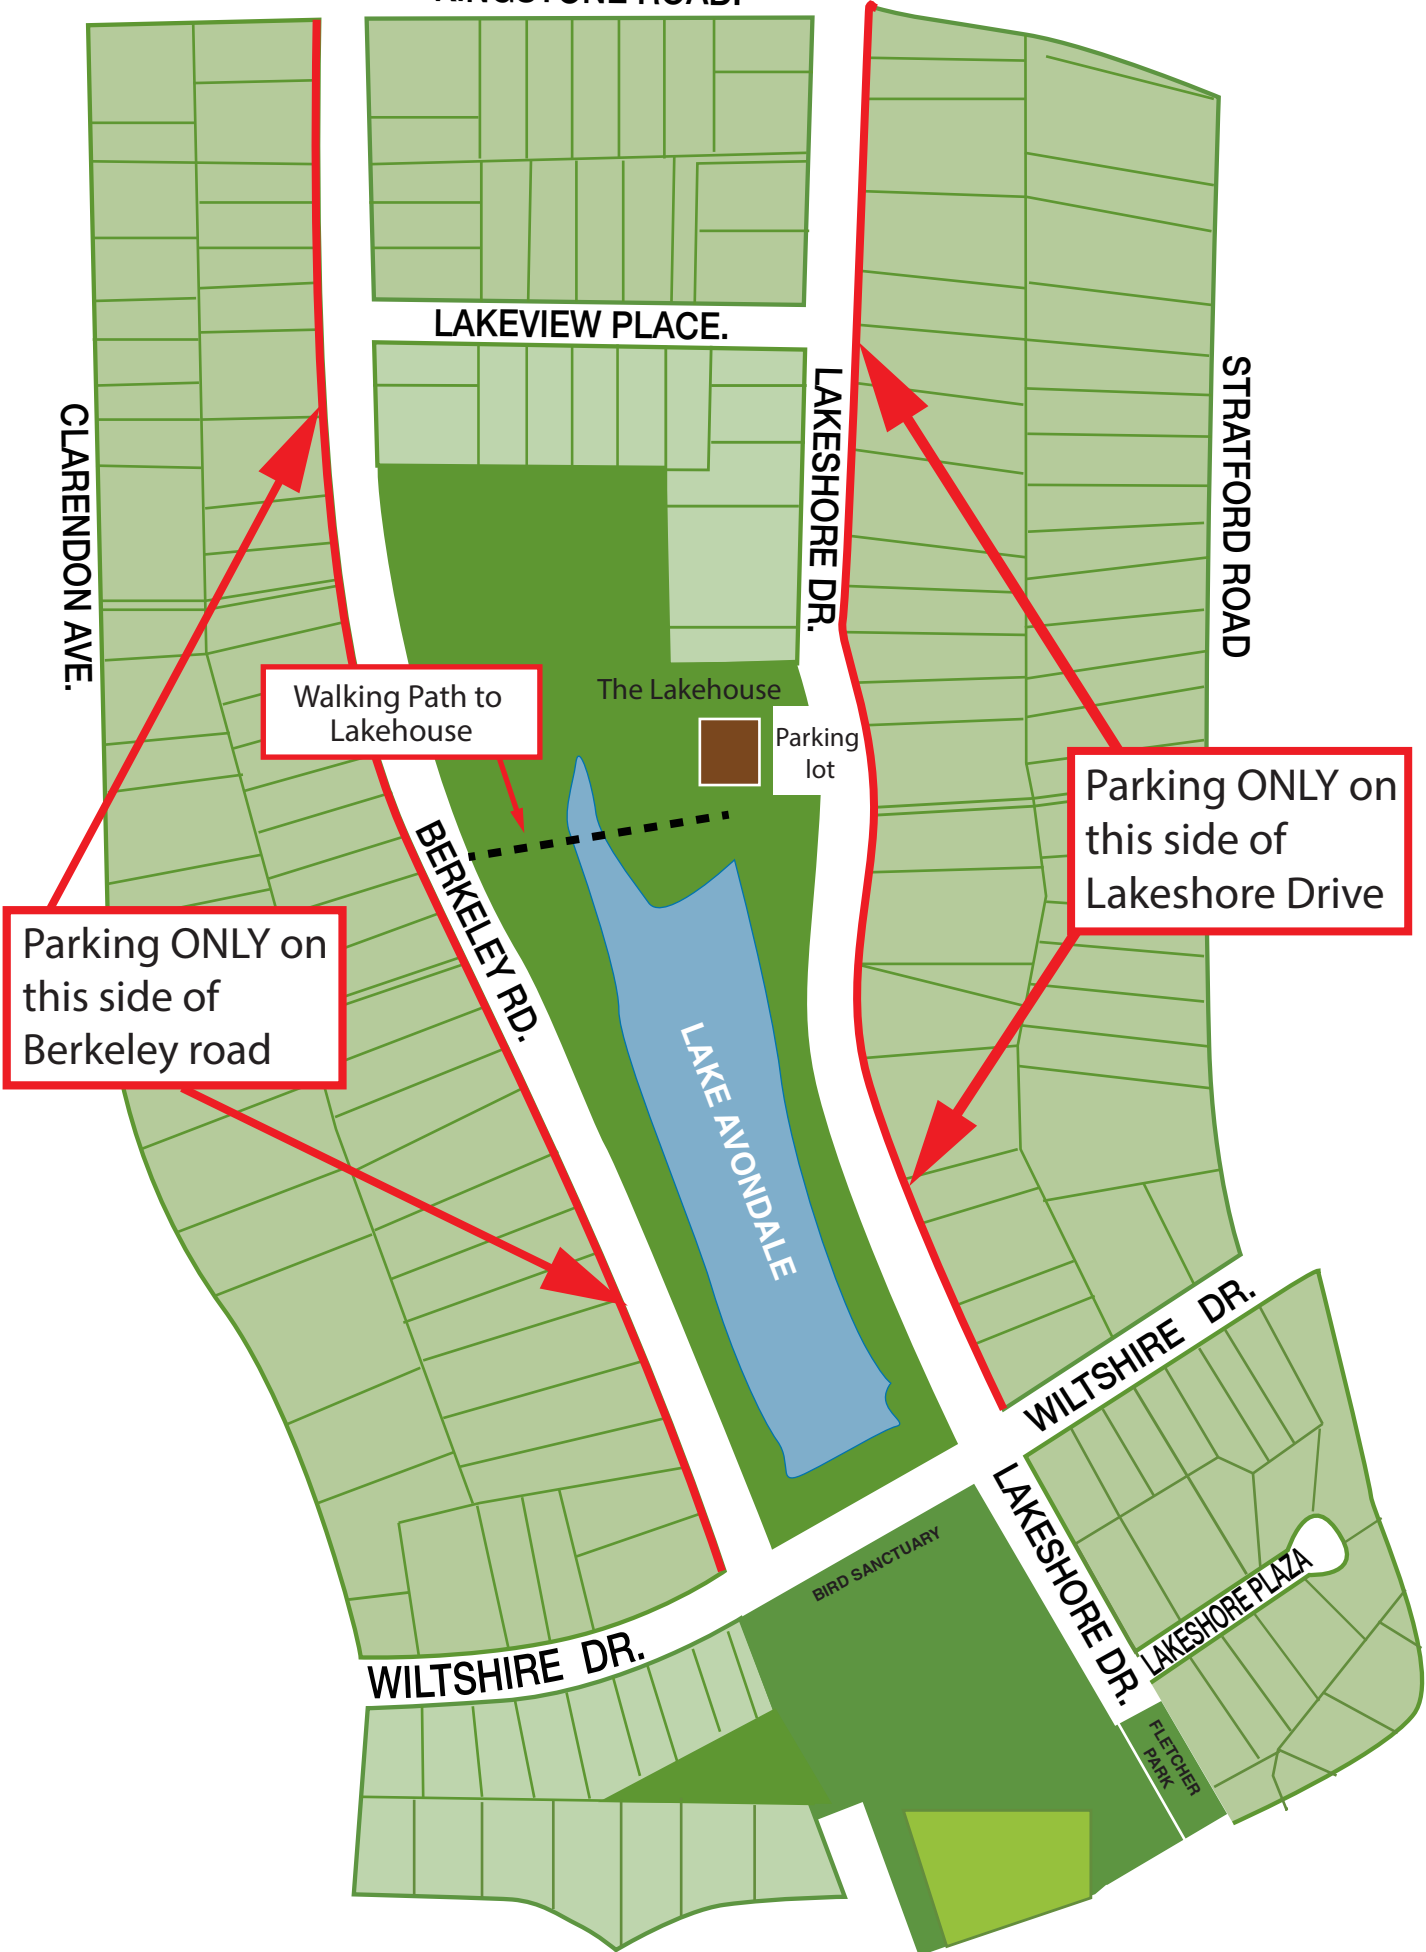 LAKEVIEW PLACE.
CLARENDON AVE.
LAKESHORE DR.
STRATFORD ROAD
Walking Path to
Lakehouse
The Lakehouse
Parking
lot
Parking ONLY on
this side of
Lakeshore Drive
BERKELEY RD.
Parking ONLY on
this side of
Berkeley road
LAKE AVONDALE
WILTSHIRE DR.
LAKESHORE DR.
BIRD SANCTUARY
LAKESHORE PLAZA
WILTSHIRE DR.
FLETCHER
PARK